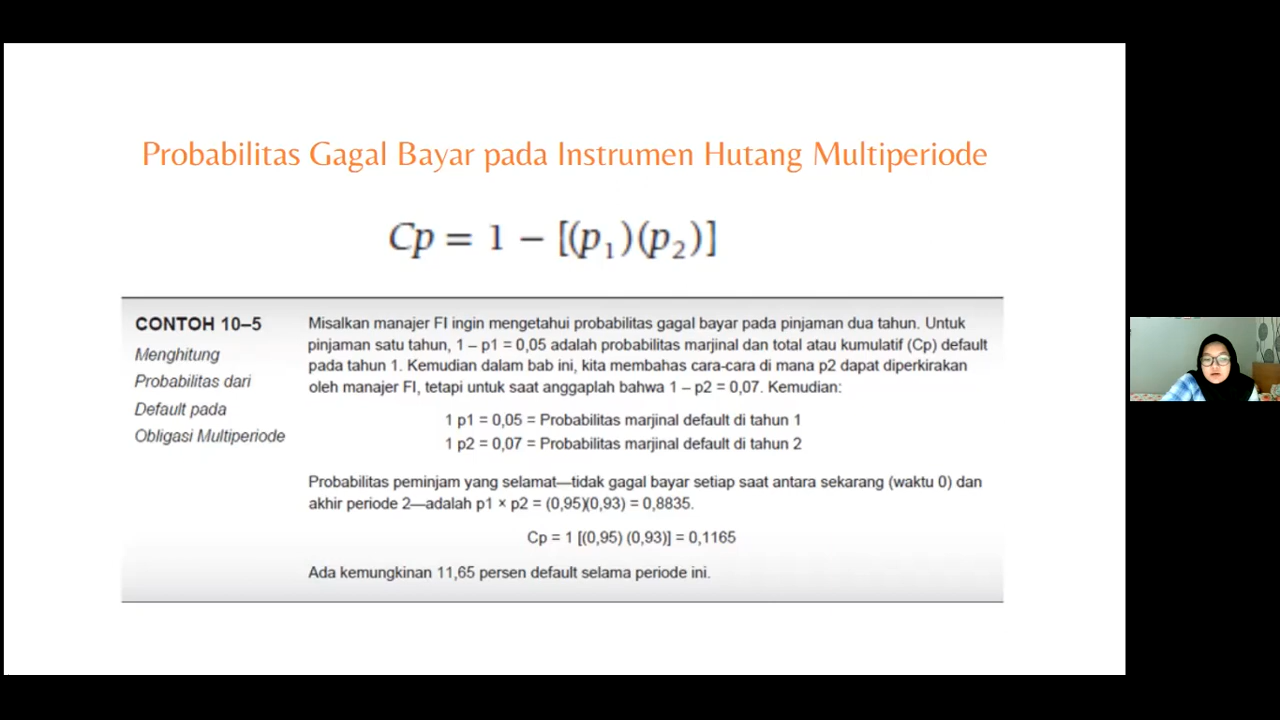 Probabilitas Gagal Bayar pada Instrumen Hutang Multiperiode
Cp = 1 − [(p₁)(p₂)]
CONTOH 10–5
Menghitung
Probabilitas dari
Default pada
Obligasi Multiperiode
Misalkan manajer FI ingin mengetahui probabilitas gagal bayar pada pinjaman dua tahun. Untuk
pinjaman satu tahun, 1 – p1 = 0,05 adalah probabilitas marjinal dan total atau kumulatif (Cp) default
pada tahun 1. Kemudian dalam bab ini, kita membahas cara-cara di mana p2 dapat diperkirakan
oleh manajer FI, tetapi untuk saat anggaplah bahwa 1 – p2 = 0,07. Kemudian:
1 p1 = 0,05 = Probabilitas marjinal default di tahun 1
1 p2 = 0,07 = Probabilitas marjinal default di tahun 2
Probabilitas peminjam yang selamat—tidak gagal bayar setiap saat antara sekarang (waktu 0) dan
akhir periode 2—adalah p1 × p2 = (0,95)(0,93) = 0,8835.
Cp = 1 [(0,95) (0,93)] = 0,1165
Ada kemungkinan 11,65 persen default selama periode ini.